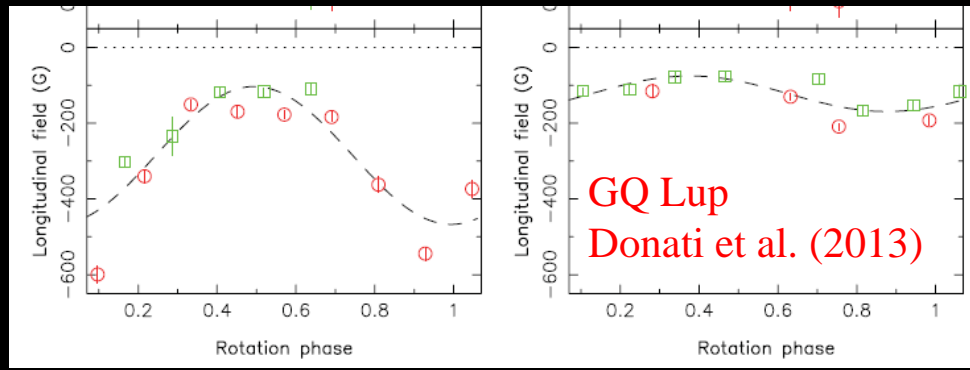 Longitudinal field (G)
0
−200
−400
−600
0.2 0.4 0.6 0.8 1
Rotation phase
Longitudinal field (G)
0
−200
−400
−600
GQ Lup
Donati et al. (2013)
0.2 0.4 0.6 0.8 1
Rotation phase